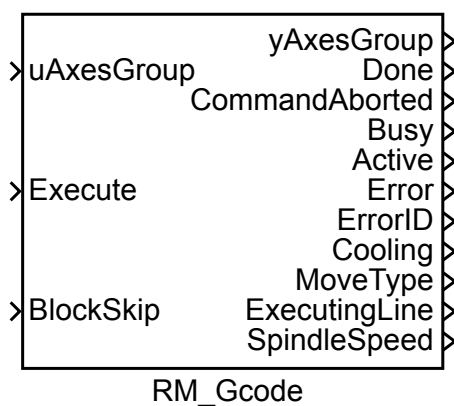 yAxesGroup
uAxesGroup Done
CommandAborted
Busy
Active
Execute Error
ErrorID
Cooling
MoveType
BlockSkip ExecutingLine
SpindleSpeed
RM_Gcode